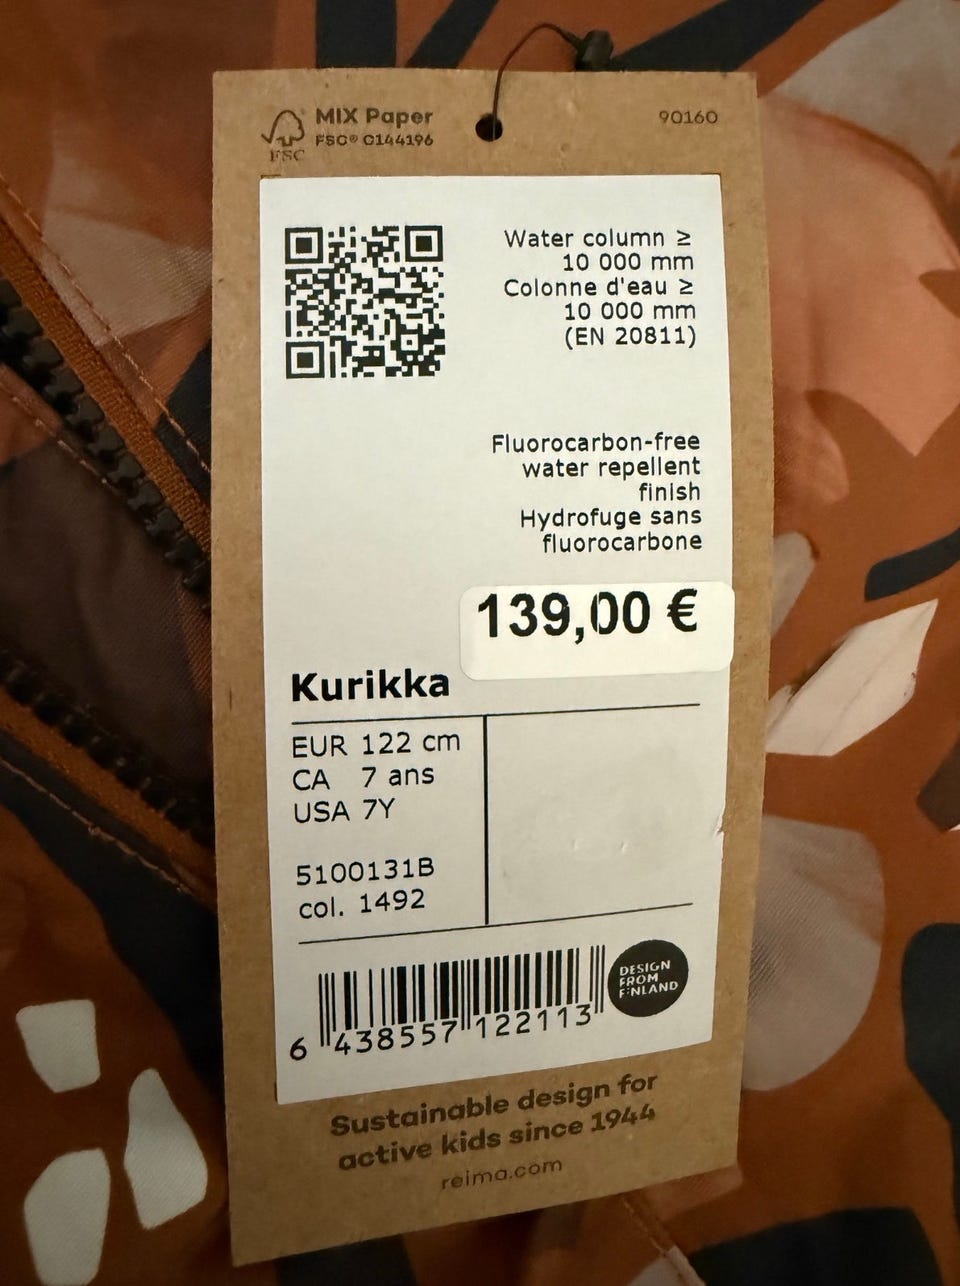 MIX Paper
FSC® C144196
FSC
90160
Water column ≥
10 000 mm
Colonne d'eau ≥
10 000 mm
(EN 20811)
Fluorocarbon-free
water repellent
finish
Hydrofuge sans
fluorocarbone
139,00 €
Kurikka
EUR 122 cm
CA 7 ans
USA 7Y
5100131B
col. 1492
DESIGN
FROM
FINLAND
6 438557 122113
Sustainable design for
active kids since 1944
reima.com